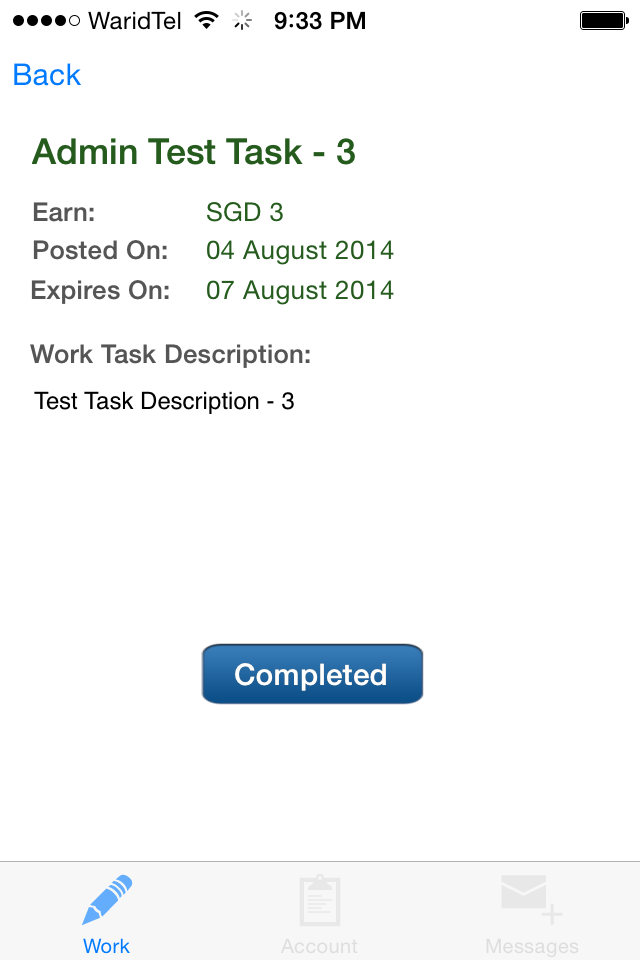 WaridTel 9:33 PM
Back
Admin Test Task - 3
Earn: SGD 3
Posted On: 04 August 2014
Expires On: 07 August 2014
Work Task Description:
Test Task Description - 3
Completed
Work Account Messages